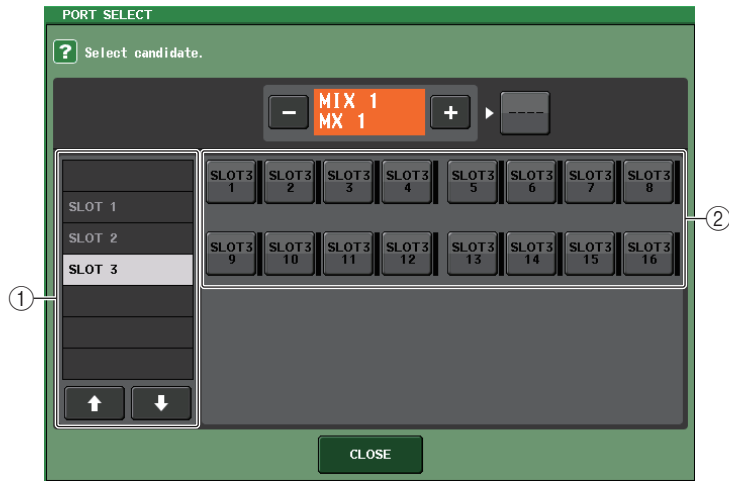 PORT SELECT
? Select candidate.
− MIX 1 + ----
MX 1
SLOT 1
SLOT 2
SLOT 3
①
SLOT3 1 SLOT3 2 SLOT3 3 SLOT3 4 SLOT3 5 SLOT3 6 SLOT3 7 SLOT3 8
SLOT3 9 SLOT3 10 SLOT3 11 SLOT3 12 SLOT3 13 SLOT3 14 SLOT3 15 SLOT3 16
②
CLOSE